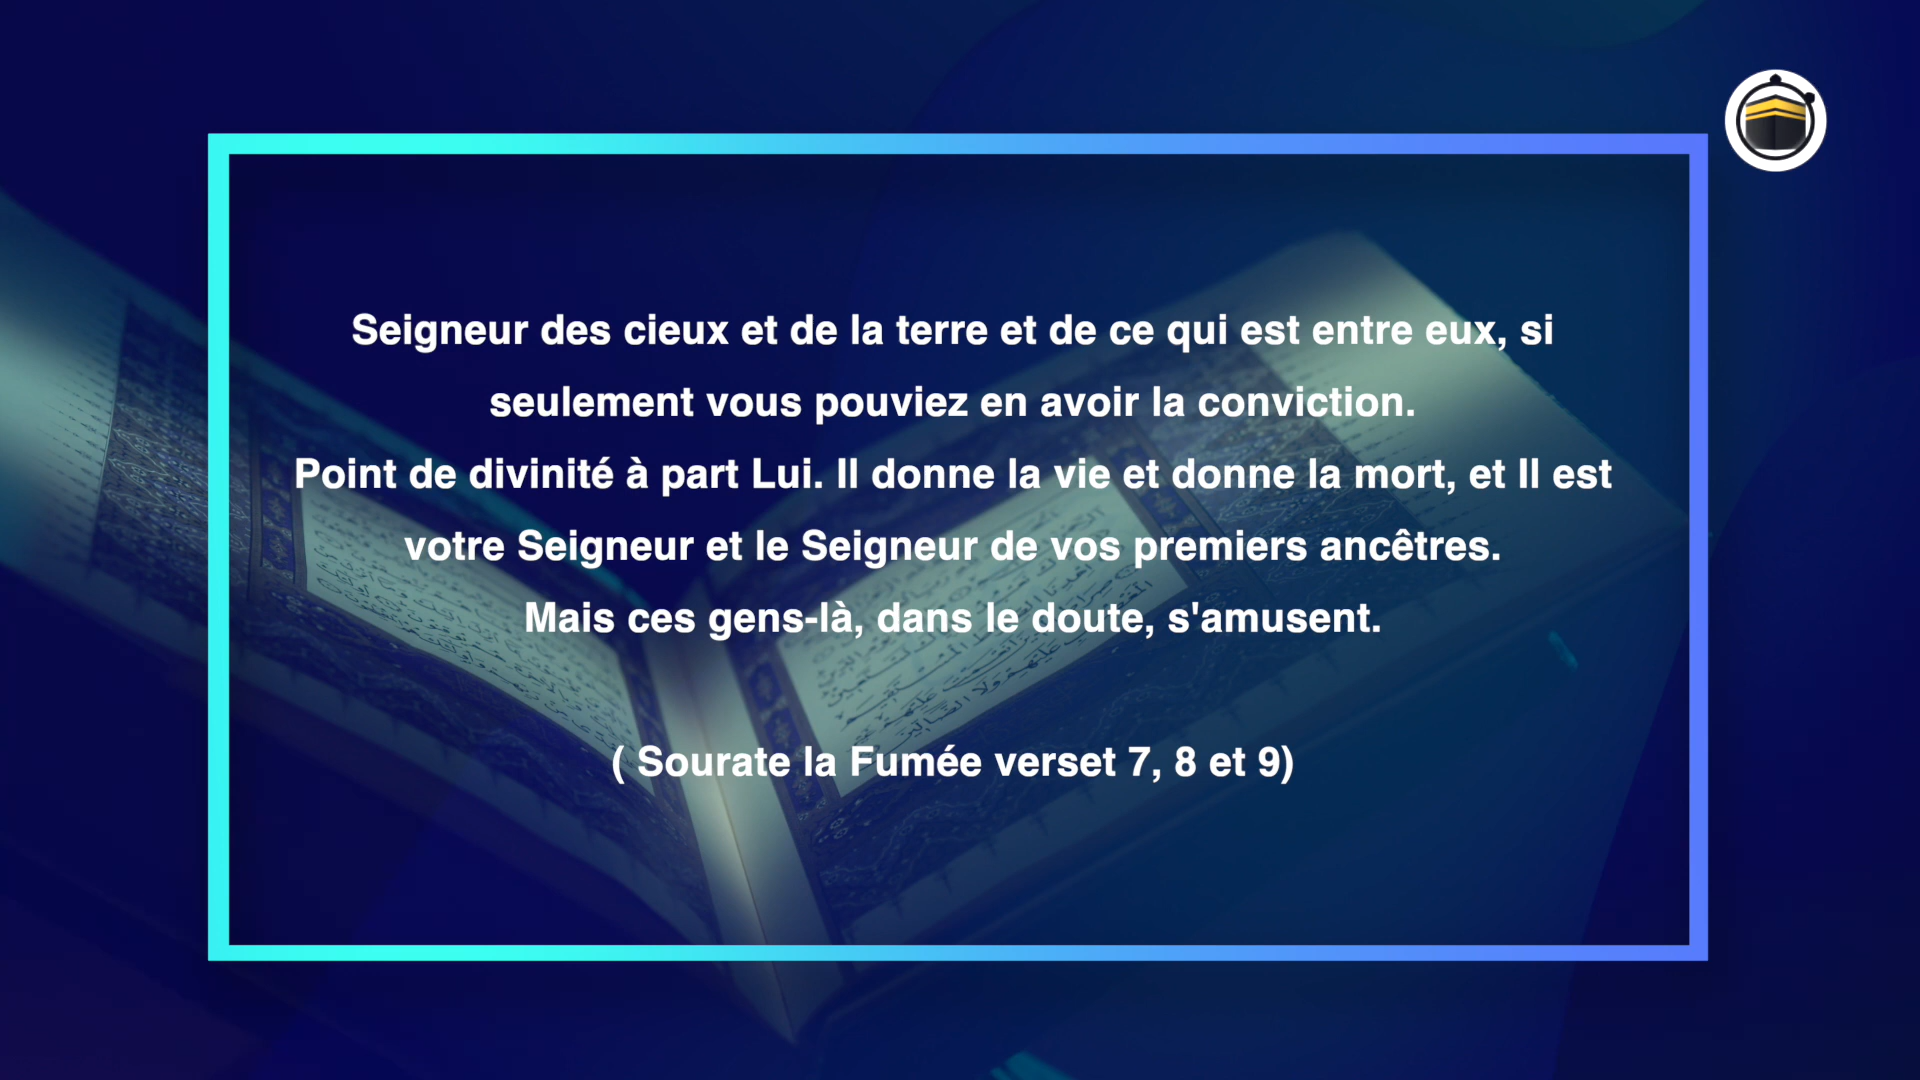 Seigneur des cieux et de la terre et de ce qui est entre eux, si
seulement vous pouviez en avoir la conviction.
Point de divinité à part Lui. Il donne la vie et donne la mort, et Il est
votre Seigneur et le Seigneur de vos premiers ancêtres.
Mais ces gens-là, dans le doute, s'amusent.
( Sourate la Fumée verset 7, 8 et 9)